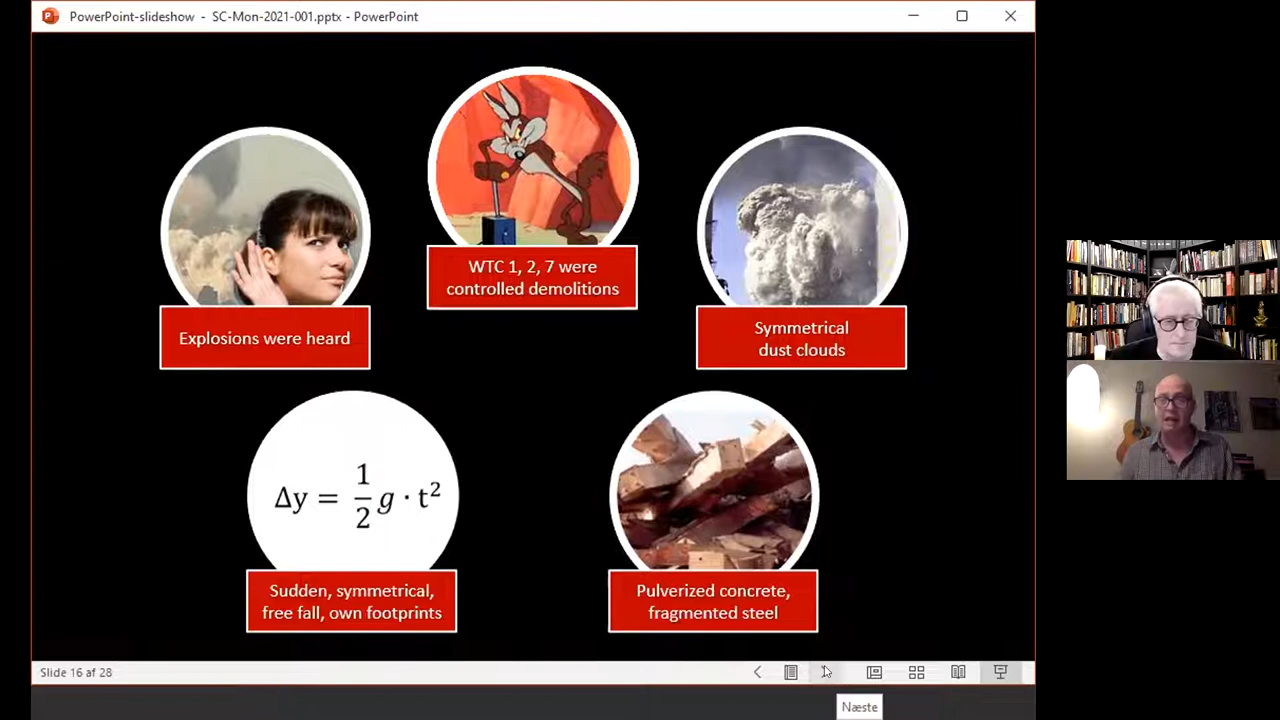 PowerPoint-slideshow - SC-Mon-2021-001.pptx - PowerPoint
WTC 1, 2, 7 were
controlled demolitions
Explosions were heard
Symmetrical
dust clouds
Δy = 1/2 g · t²
Sudden, symmetrical,
free fall, own footprints
Pulverized concrete,
fragmented steel
Slide 16 af 28
Næste